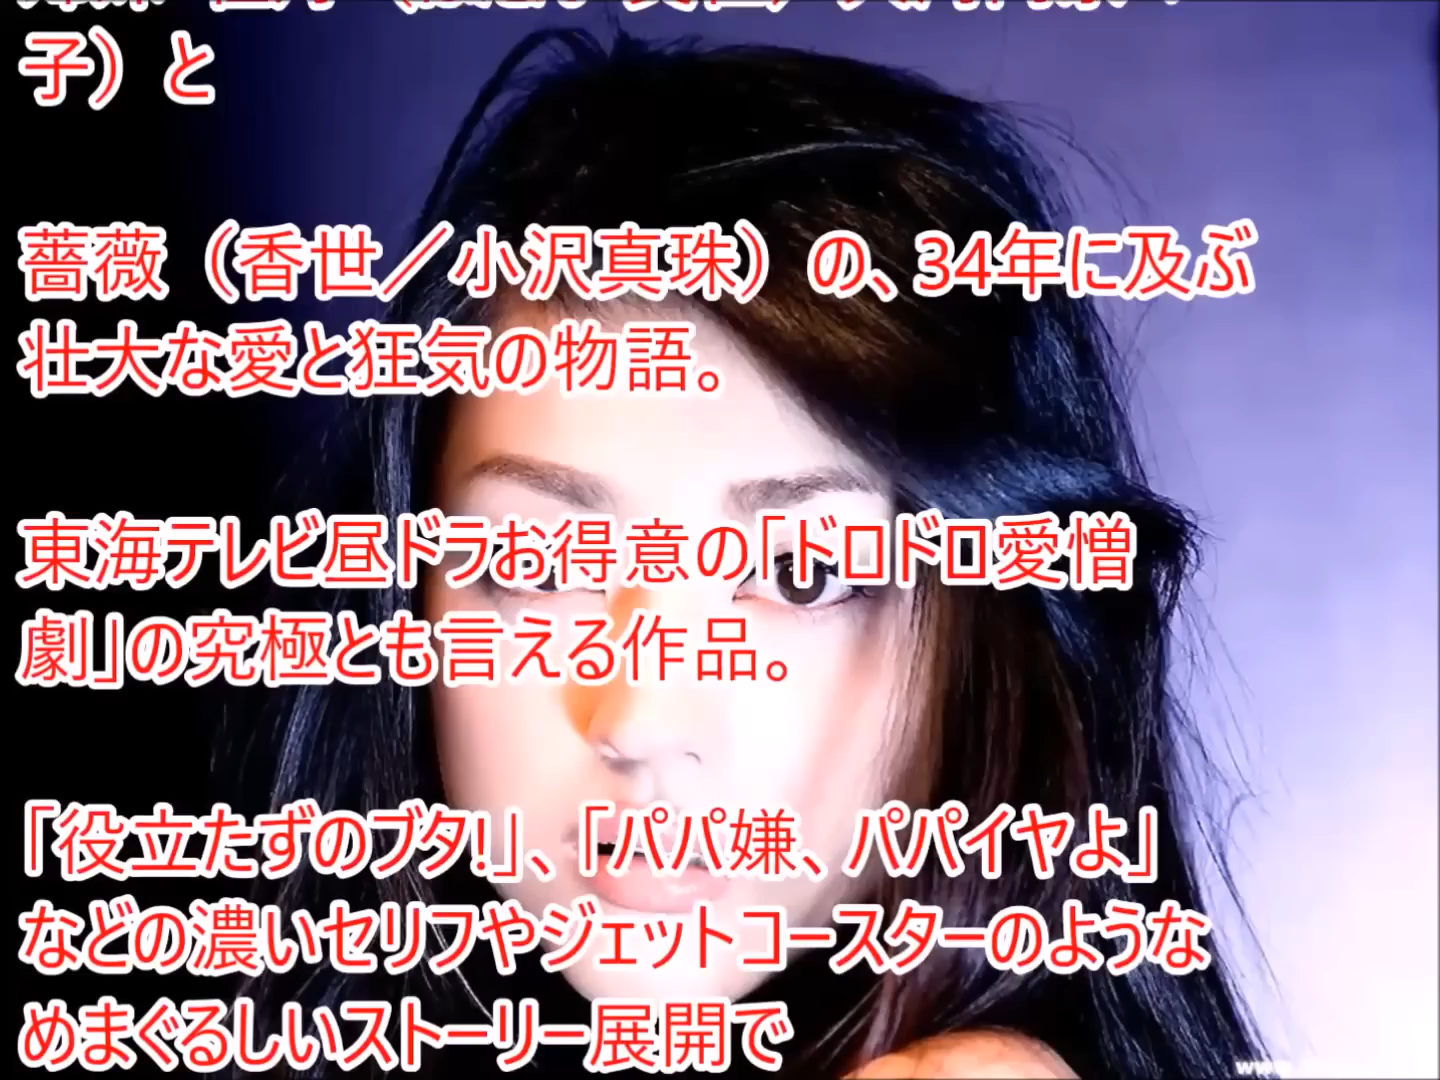 子）と
薔薇（香世／小沢真珠）の、34年に及ぶ
壮大な愛と狂気の物語。
東海テレビ昼ドラお得意の「ドロドロ愛憎
劇」の究極とも言える作品。
「役立たずのブタ!」、「パパ嫌、パパイヤよ」
などの濃いセリフやジェットコースターのような
めまぐるしいストーリー展開で
www.